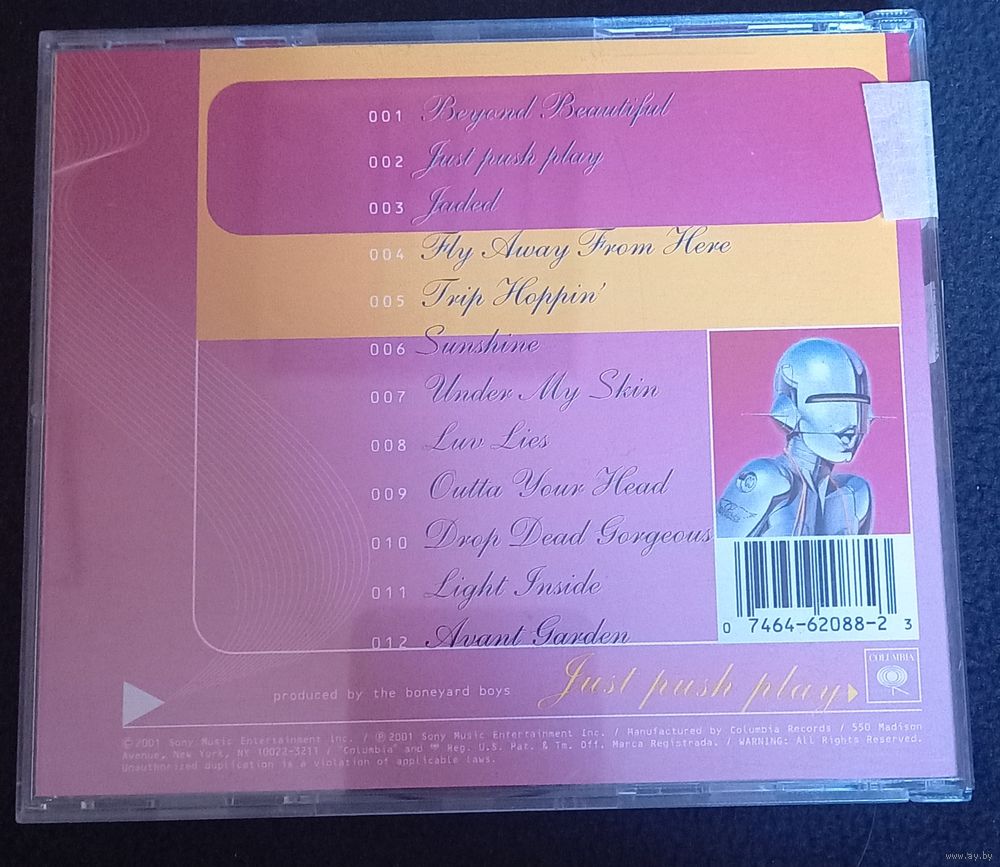 001 Beyond Beautiful
002 Just push play
003 Jaded
004 Fly Away From Here
005 Trip Hoppin'
006 Sunshine
007 Under My Skin
008 Luv Lies
009 Outta Your Head
010 Drop Dead Gorgeous
011 Light Inside
012 Avant Garden
0 7464-62088-2 3
COLUMBIA
Just push play
produced by the boneyard boys
©2001 Sony Music Entertainment Inc. / ℗2001 Sony Music Entertainment Inc. / Manufactured by Columbia Records / 550 Madison
Avenue, New York, NY 10022-3211 / "Columbia" and Reg. U.S. Pat. & Tm. Off. Marca Registrada. / WARNING: All Rights Reserved.
Unauthorized duplication is a violation of applicable laws.
www.ay.by